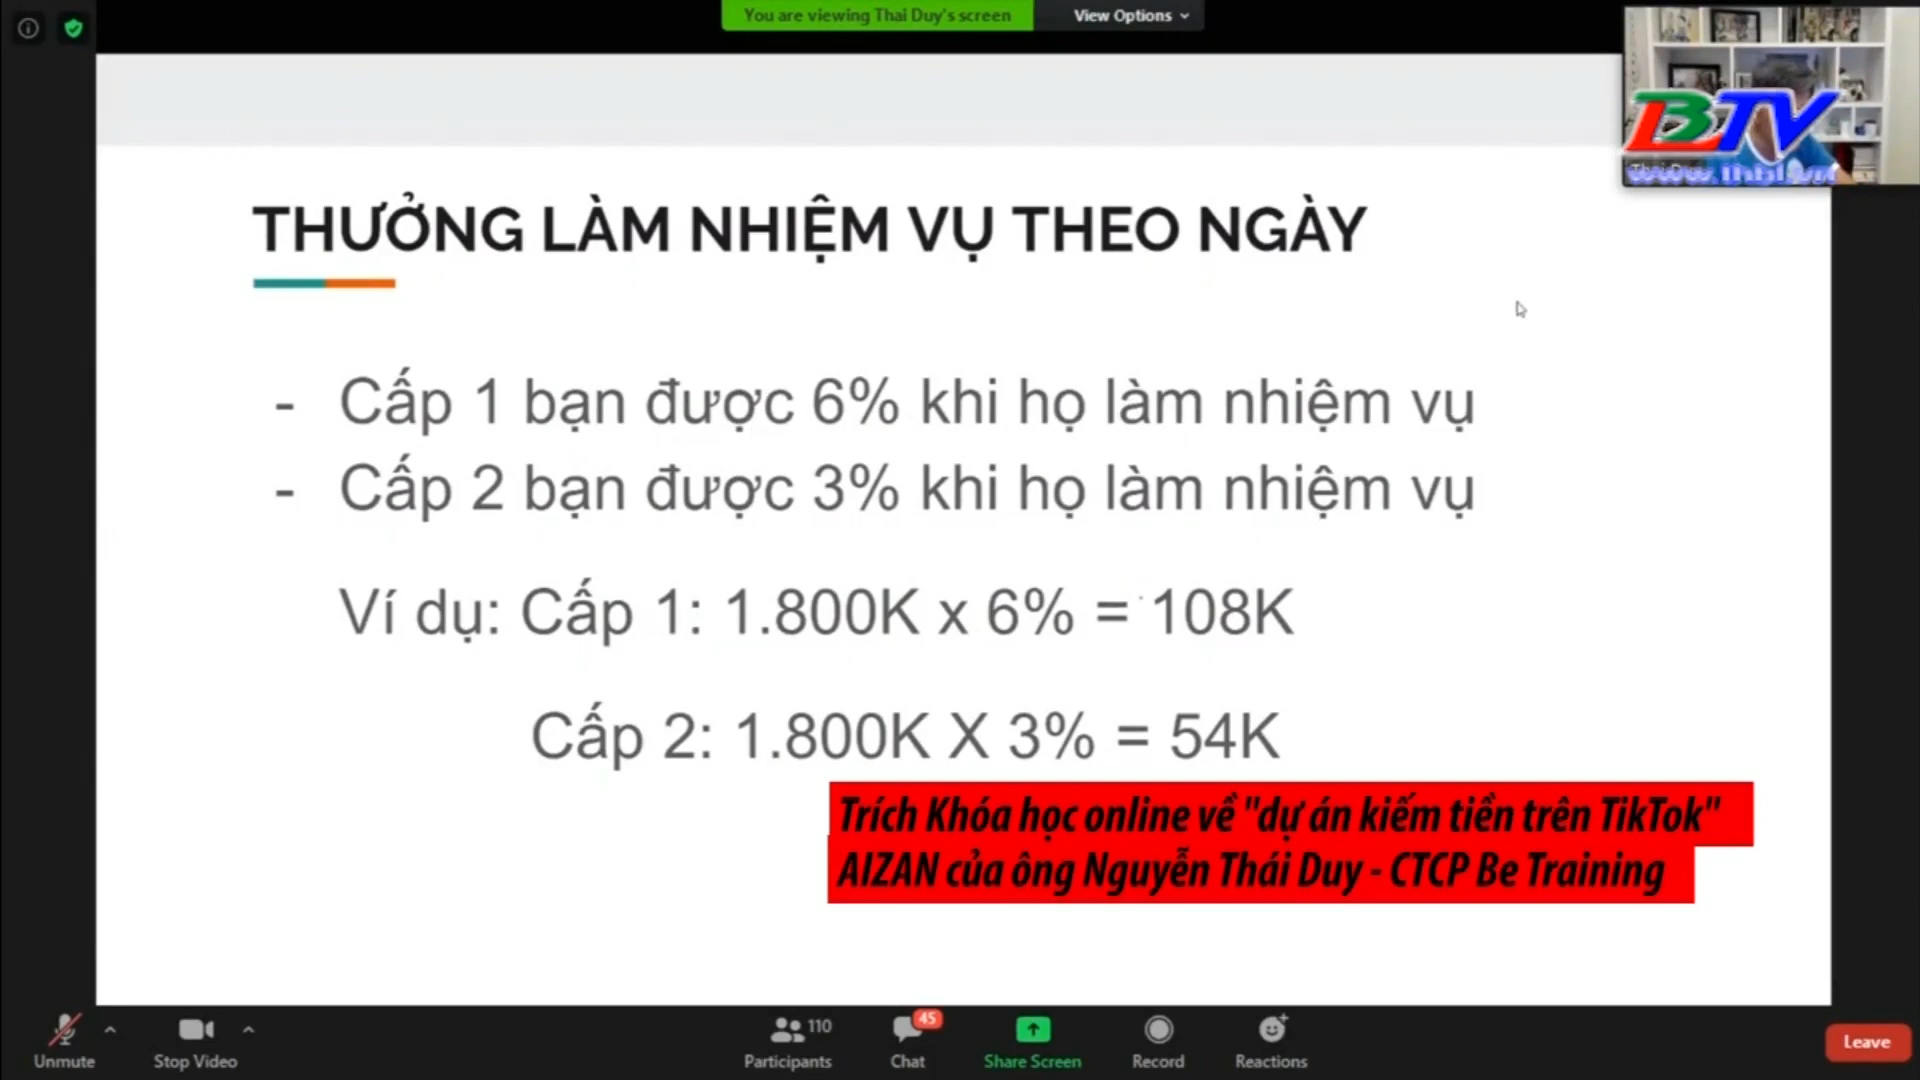 You are viewing Thai Duy's screen
View Options
BTV
THƯỞNG LÀM NHIỆM VỤ THEO NGÀY
- Cấp 1 bạn được 6% khi họ làm nhiệm vụ
- Cấp 2 bạn được 3% khi họ làm nhiệm vụ
Ví dụ: Cấp 1: 1.800K x 6% = 108K
Cấp 2: 1.800K X 3% = 54K
Trích Khóa học online về "dự án kiếm tiền trên TikTok"
AIZAN của ông Nguyễn Thái Duy - CTCP Be Training
110
45
Unmute
Stop Video
Participants
Chat
Share Screen
Record
Reactions
Leave